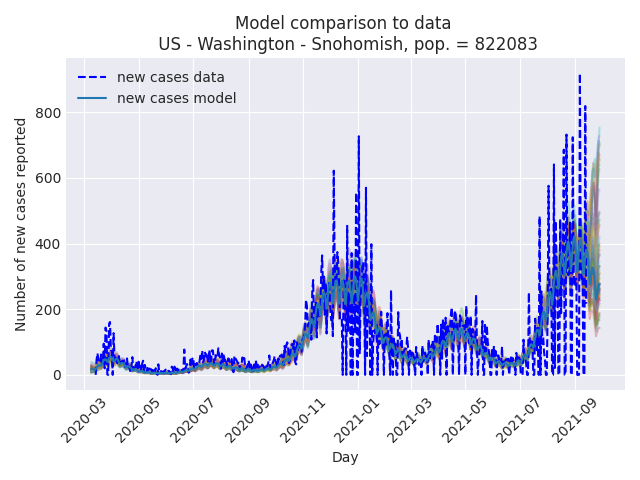 Model comparison to data
US - Washington - Snohomish, pop. = 822083
new cases data
new cases model
Number of new cases reported
800
600
400
200
0
2020-03
2020-05
2020-07
2020-09
2020-11
2021-01
2021-03
2021-05
2021-07
2021-09
Day